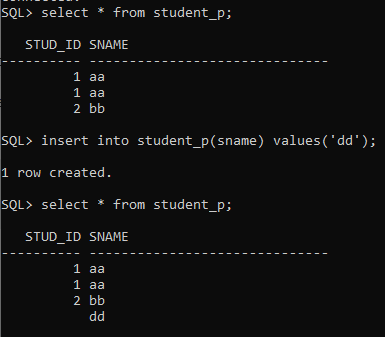 SQL> select * from student_p;
STUD_ID SNAME
---------- ------------------------------
1 aa
1 aa
2 bb
SQL> insert into student_p(sname) values('dd');
1 row created.
SQL> select * from student_p;
STUD_ID SNAME
---------- ------------------------------
1 aa
1 aa
2 bb
dd